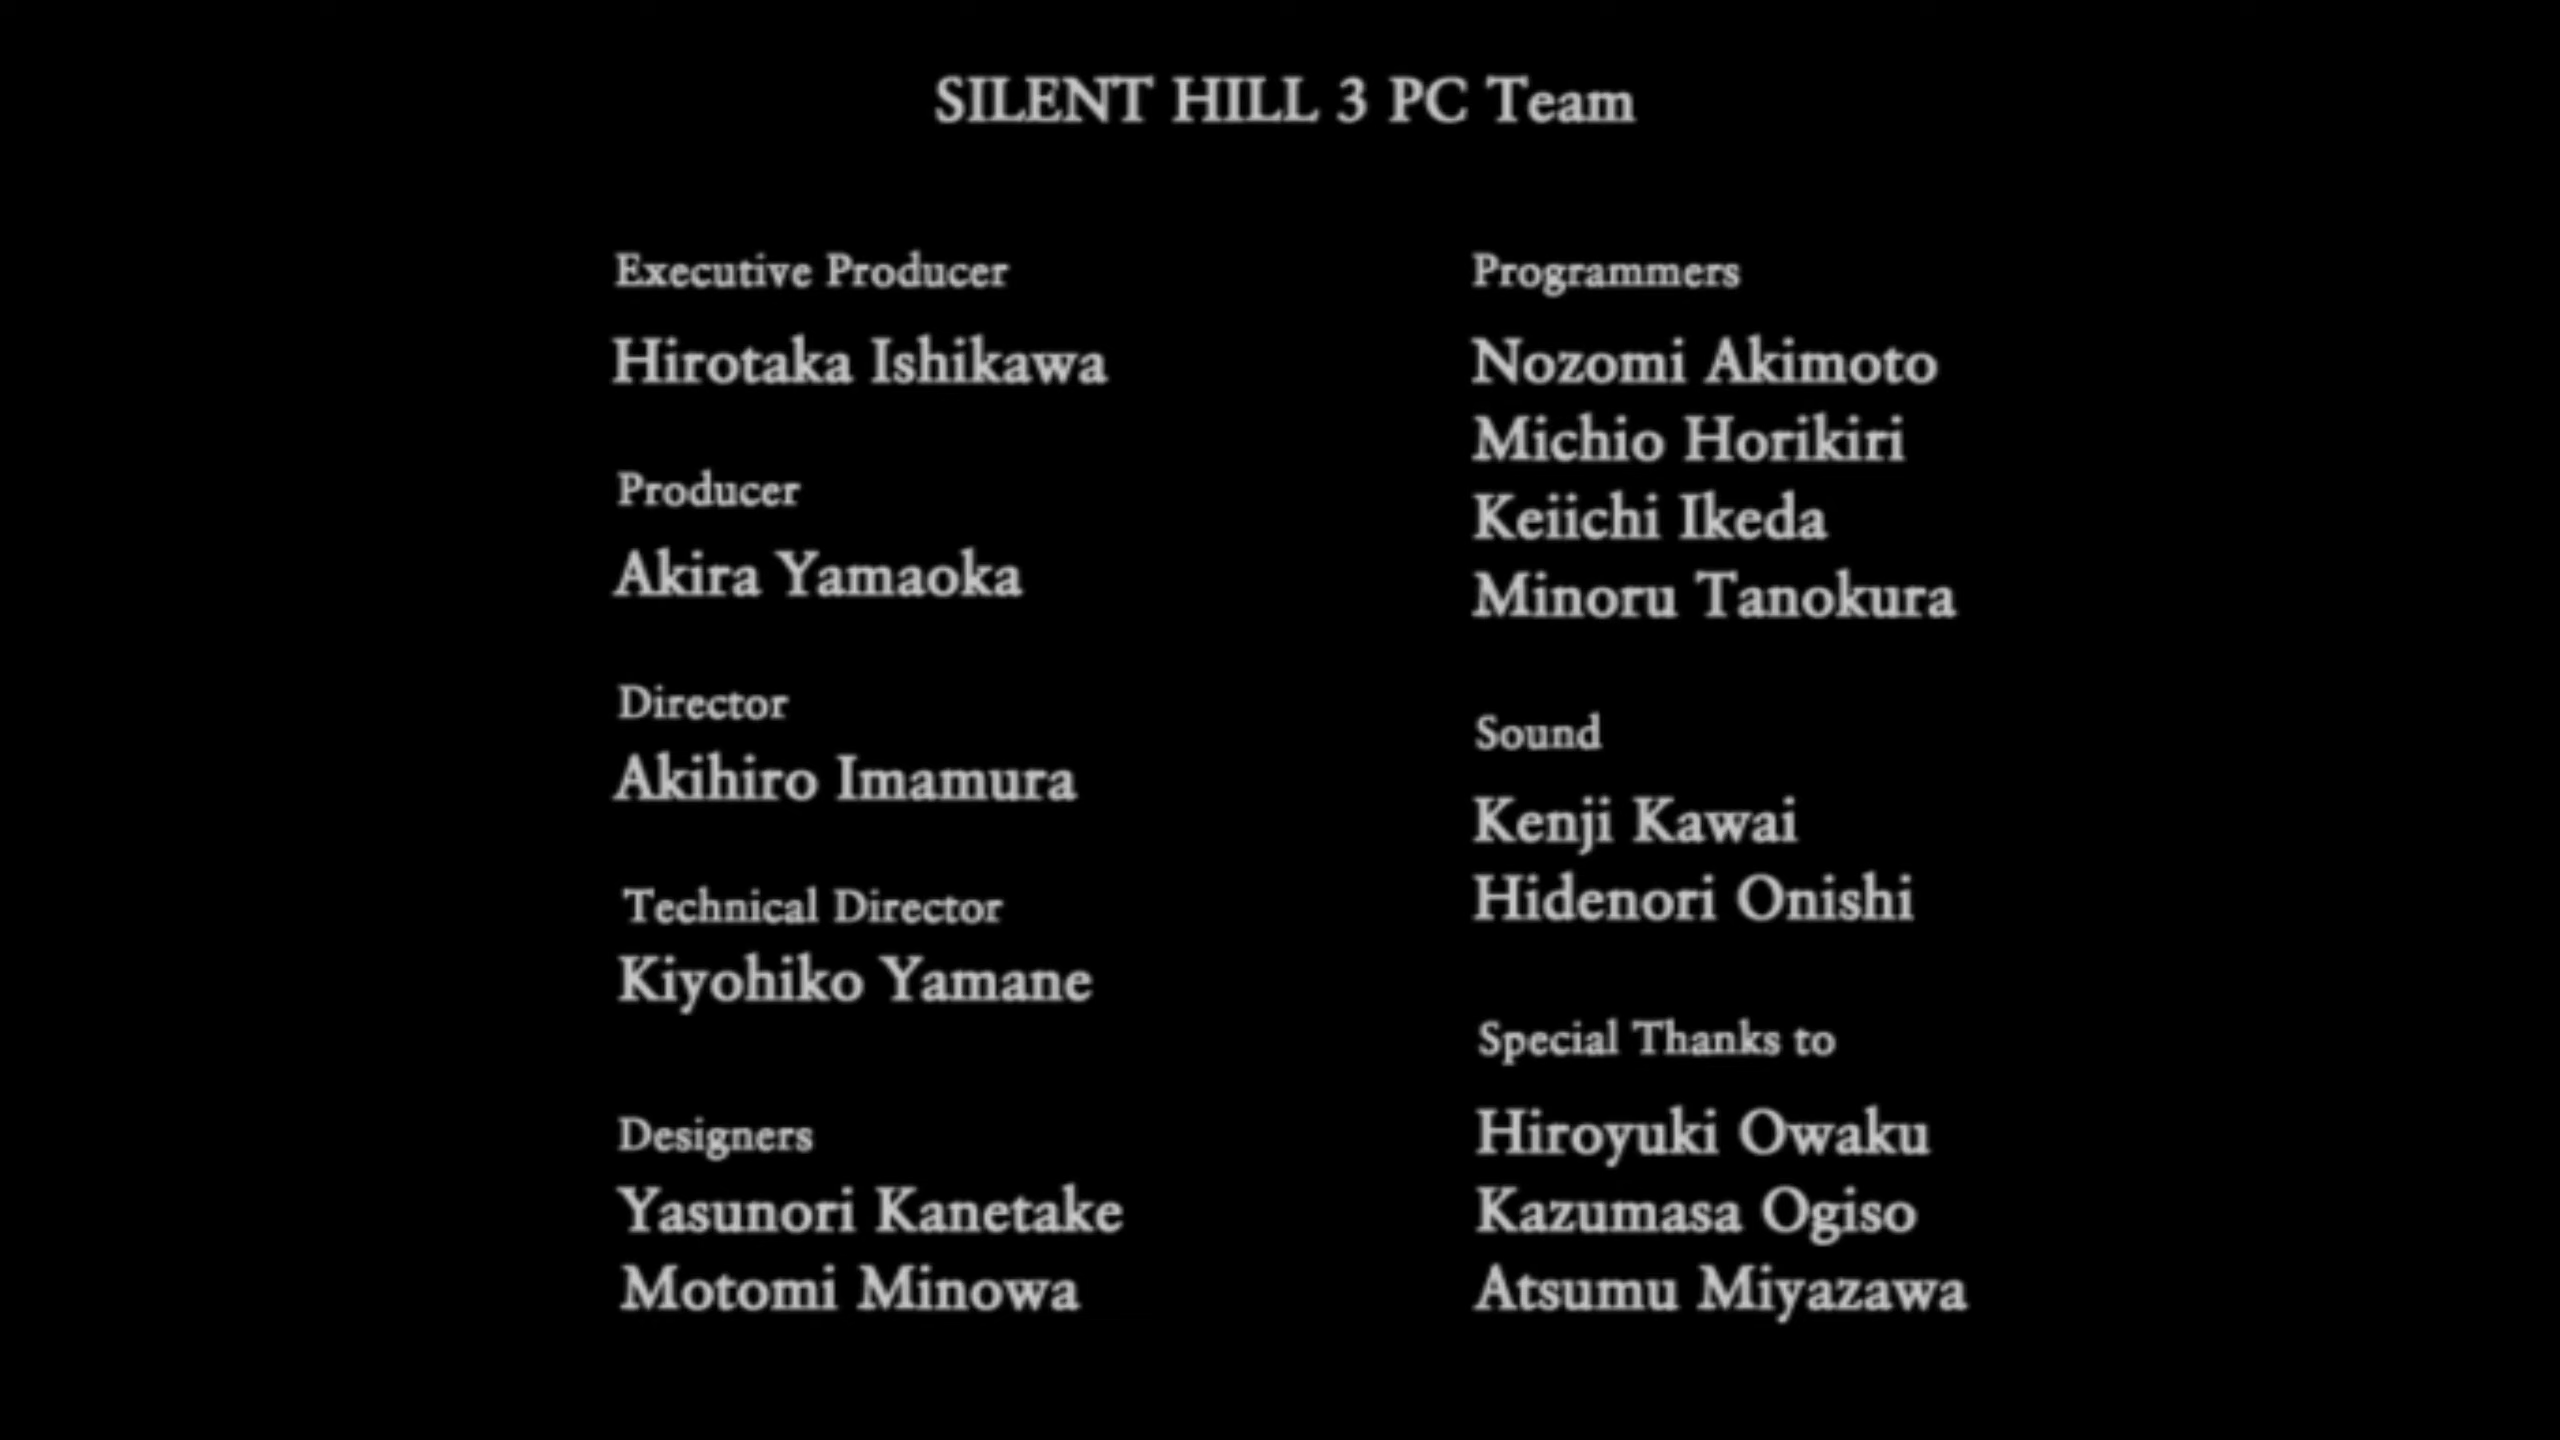 SILENT HILL 3 PC Team
Executive Producer
Hirotaka Ishikawa
Producer
Akira Yamaoka
Director
Akihiro Imamura
Technical Director
Kiyohiko Yamane
Designers
Yasunori Kanetake
Motomi Minowa
Programmers
Nozomi Akimoto
Michio Horikiri
Keiichi Ikeda
Minoru Tanokura
Sound
Kenji Kawai
Hidenori Onishi
Special Thanks to
Hiroyuki Owaku
Kazumasa Ogiso
Atsumu Miyazawa